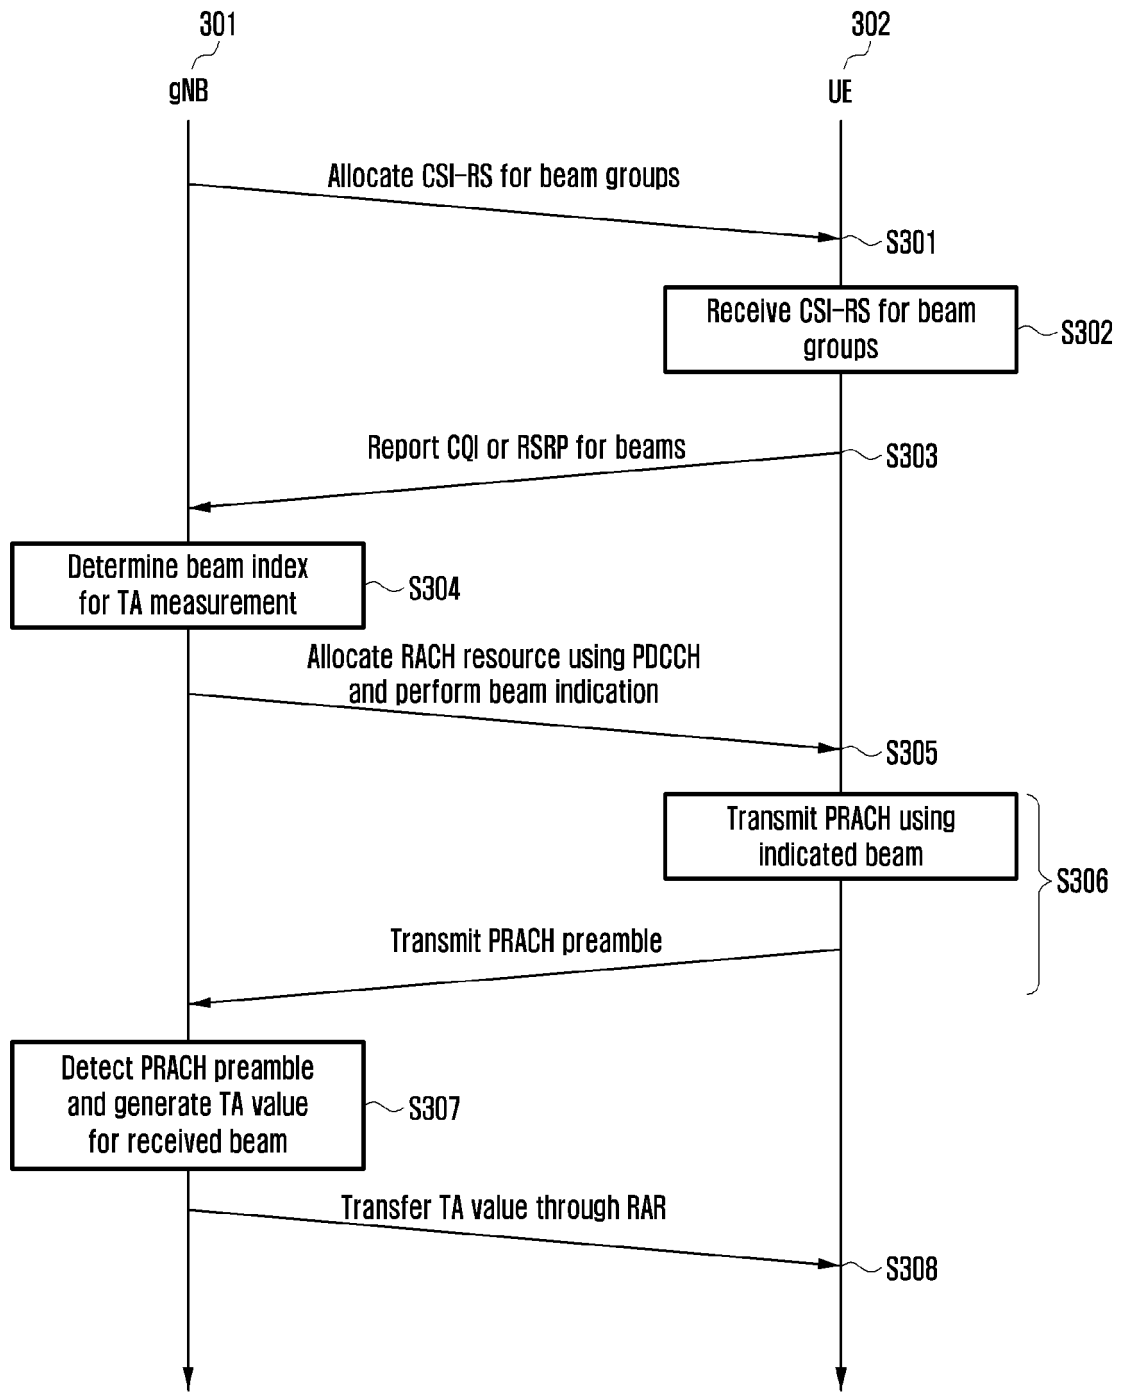 301
302
gNB
UE
Allocate CSI-RS for beam groups
S301
Receive CSI-RS for beam
groups
S302
Report CQI or RSRP for beams
S303
Determine beam index
for TA measurement
S304
Allocate RACH resource using PDCCH
and perform beam indication
S305
Transmit PRACH using
indicated beam
S306
Transmit PRACH preamble
Detect PRACH preamble
and generate TA value
for received beam
S307
Transfer TA value through RAR
S308